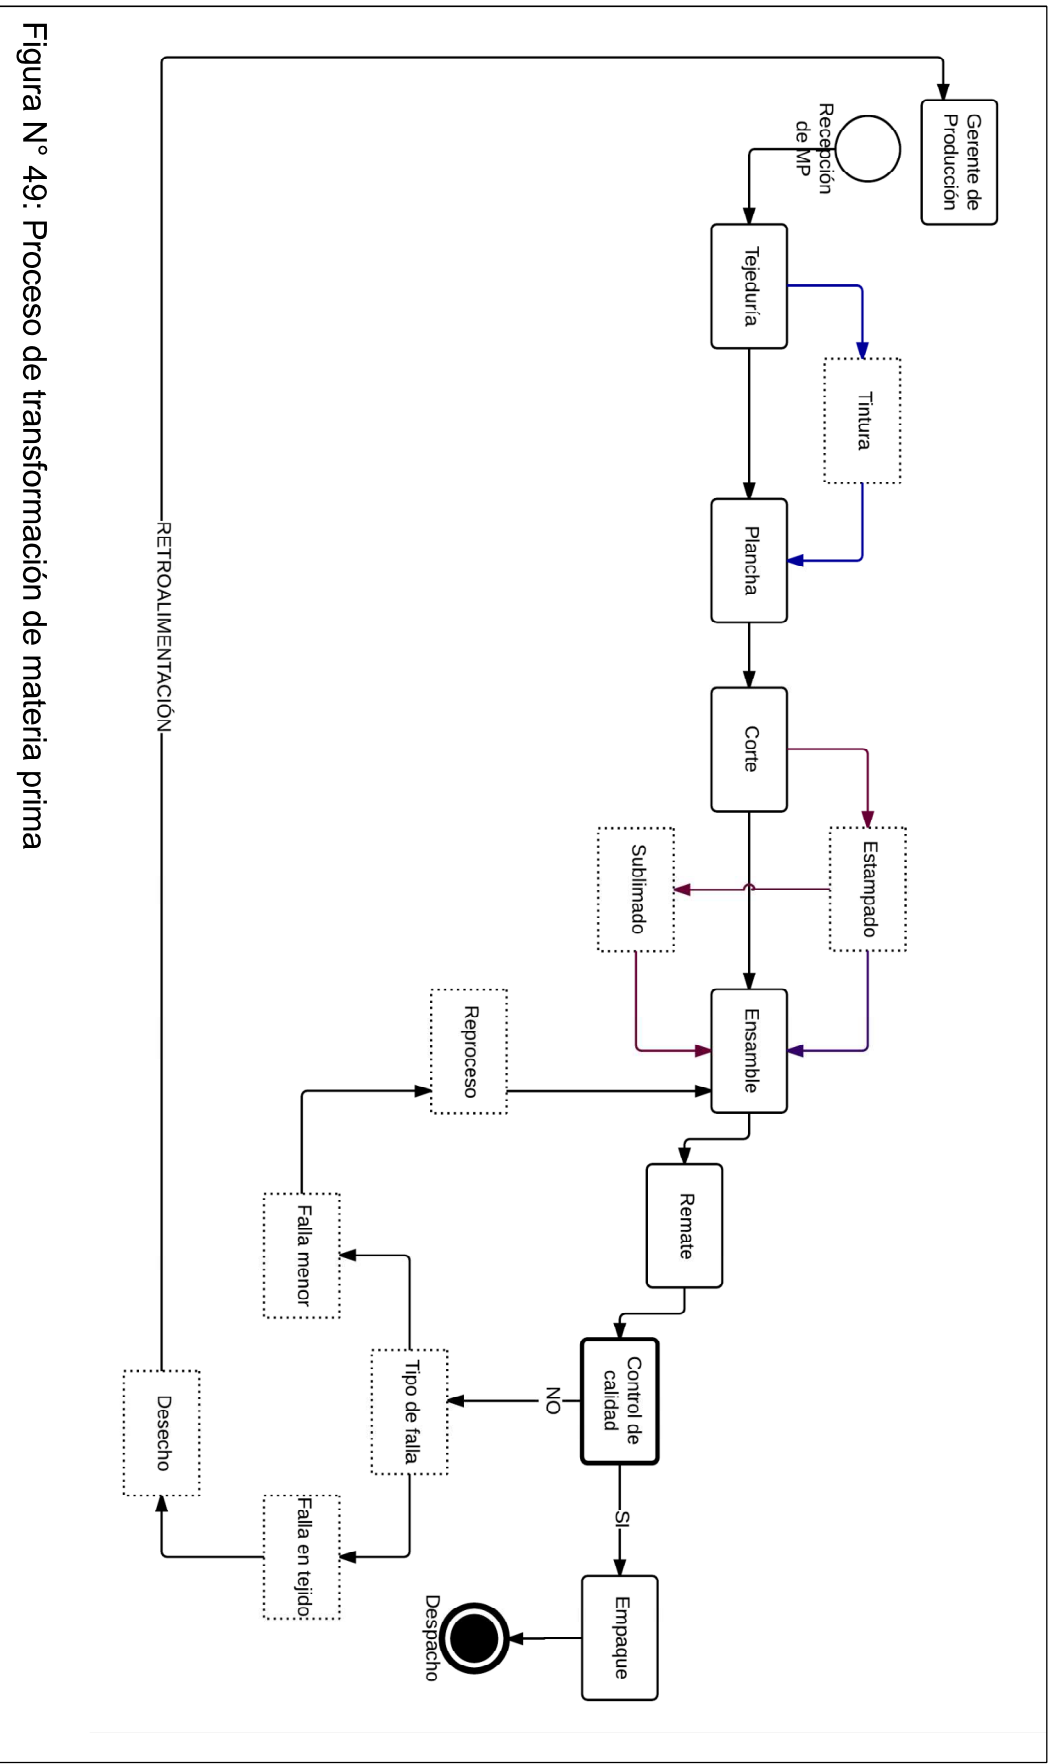 Gerente de
Producción
Recepción
de MP
Tejeduría
Tintura
Plancha
Corte
Estampado
Sublimado
Ensamble
Reproceso
Remate
Falla menor
Control de
calidad
NO
SI
Tipo de falla
Falla en tejido
Desecho
Empaque
Despacho
RETROALIMENTACIÓN
Figura N° 49: Proceso de transformación de materia prima